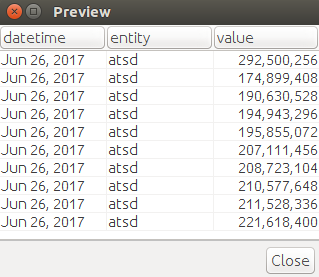 Preview
datetime entity value
Jun 26, 2017 atsd 292,500,256
Jun 26, 2017 atsd 174,899,408
Jun 26, 2017 atsd 190,630,528
Jun 26, 2017 atsd 194,943,296
Jun 26, 2017 atsd 195,855,072
Jun 26, 2017 atsd 207,111,456
Jun 26, 2017 atsd 208,723,104
Jun 26, 2017 atsd 210,577,648
Jun 26, 2017 atsd 211,528,336
Jun 26, 2017 atsd 221,618,400
Close